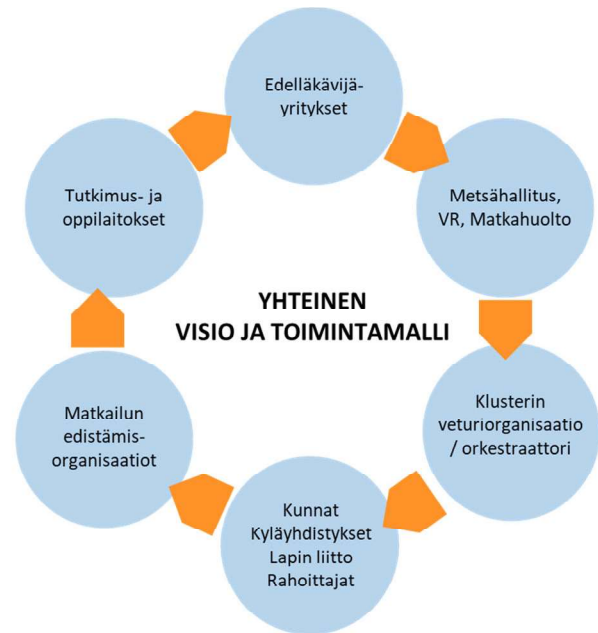 Edelläkävijä-
yritykset
Metsähallitus,
VR, Matkahuolto
Klusterin
veturiorganisaatio
/ orkestraattori
Kunnat
Kyläyhdistykset
Lapin liitto
Rahoittajat
Matkailun
edistämis-
organisaatiot
Tutkimus- ja
oppilaitokset
YHTEINEN
VISIO JA TOIMINTAMALLI